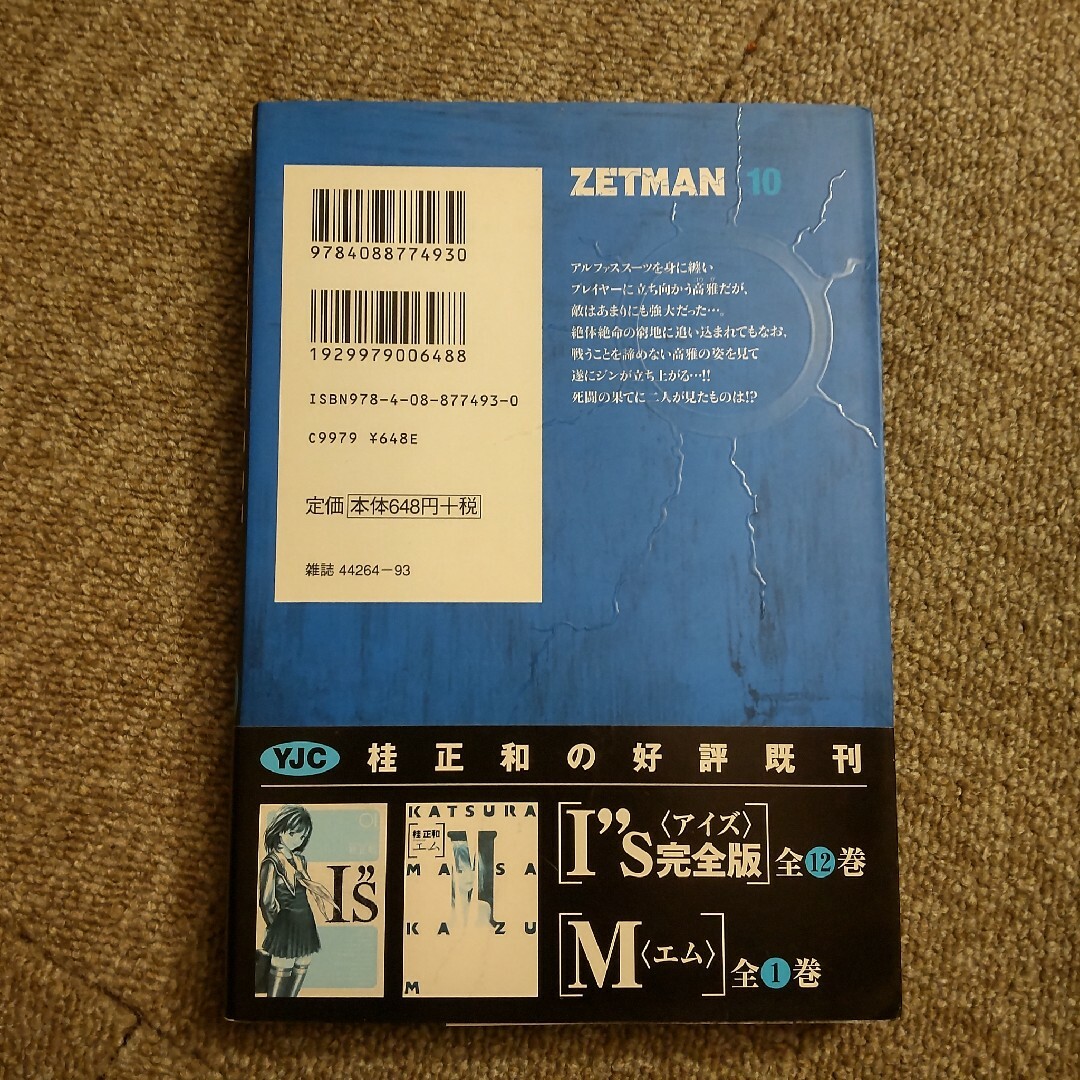 9784088774930
1929979006488
ISBN978-4-08-877493-0
C9979 ¥648E
定価 本体648円+税
雑誌 44264-93
ZETMAN 10
アルファススーツを身に纏い
プレイヤーに立ち向かう高雅だが、
敵はあまりにも強大だった…。
絶体絶命の窮地に追い込まれてもなお、
戦うことを諦めない高雅の姿を見て
遂にジンが立ち上がる…!!
死闘の果てに二人が見たものは!?
YJC 桂正和の好評既刊
I"s
KATSURA
桂正和
エム
M
MA SA
KA ZU
M
[I"s〈アイズ〉完全版] 全12巻
[M〈エム〉] 全1巻